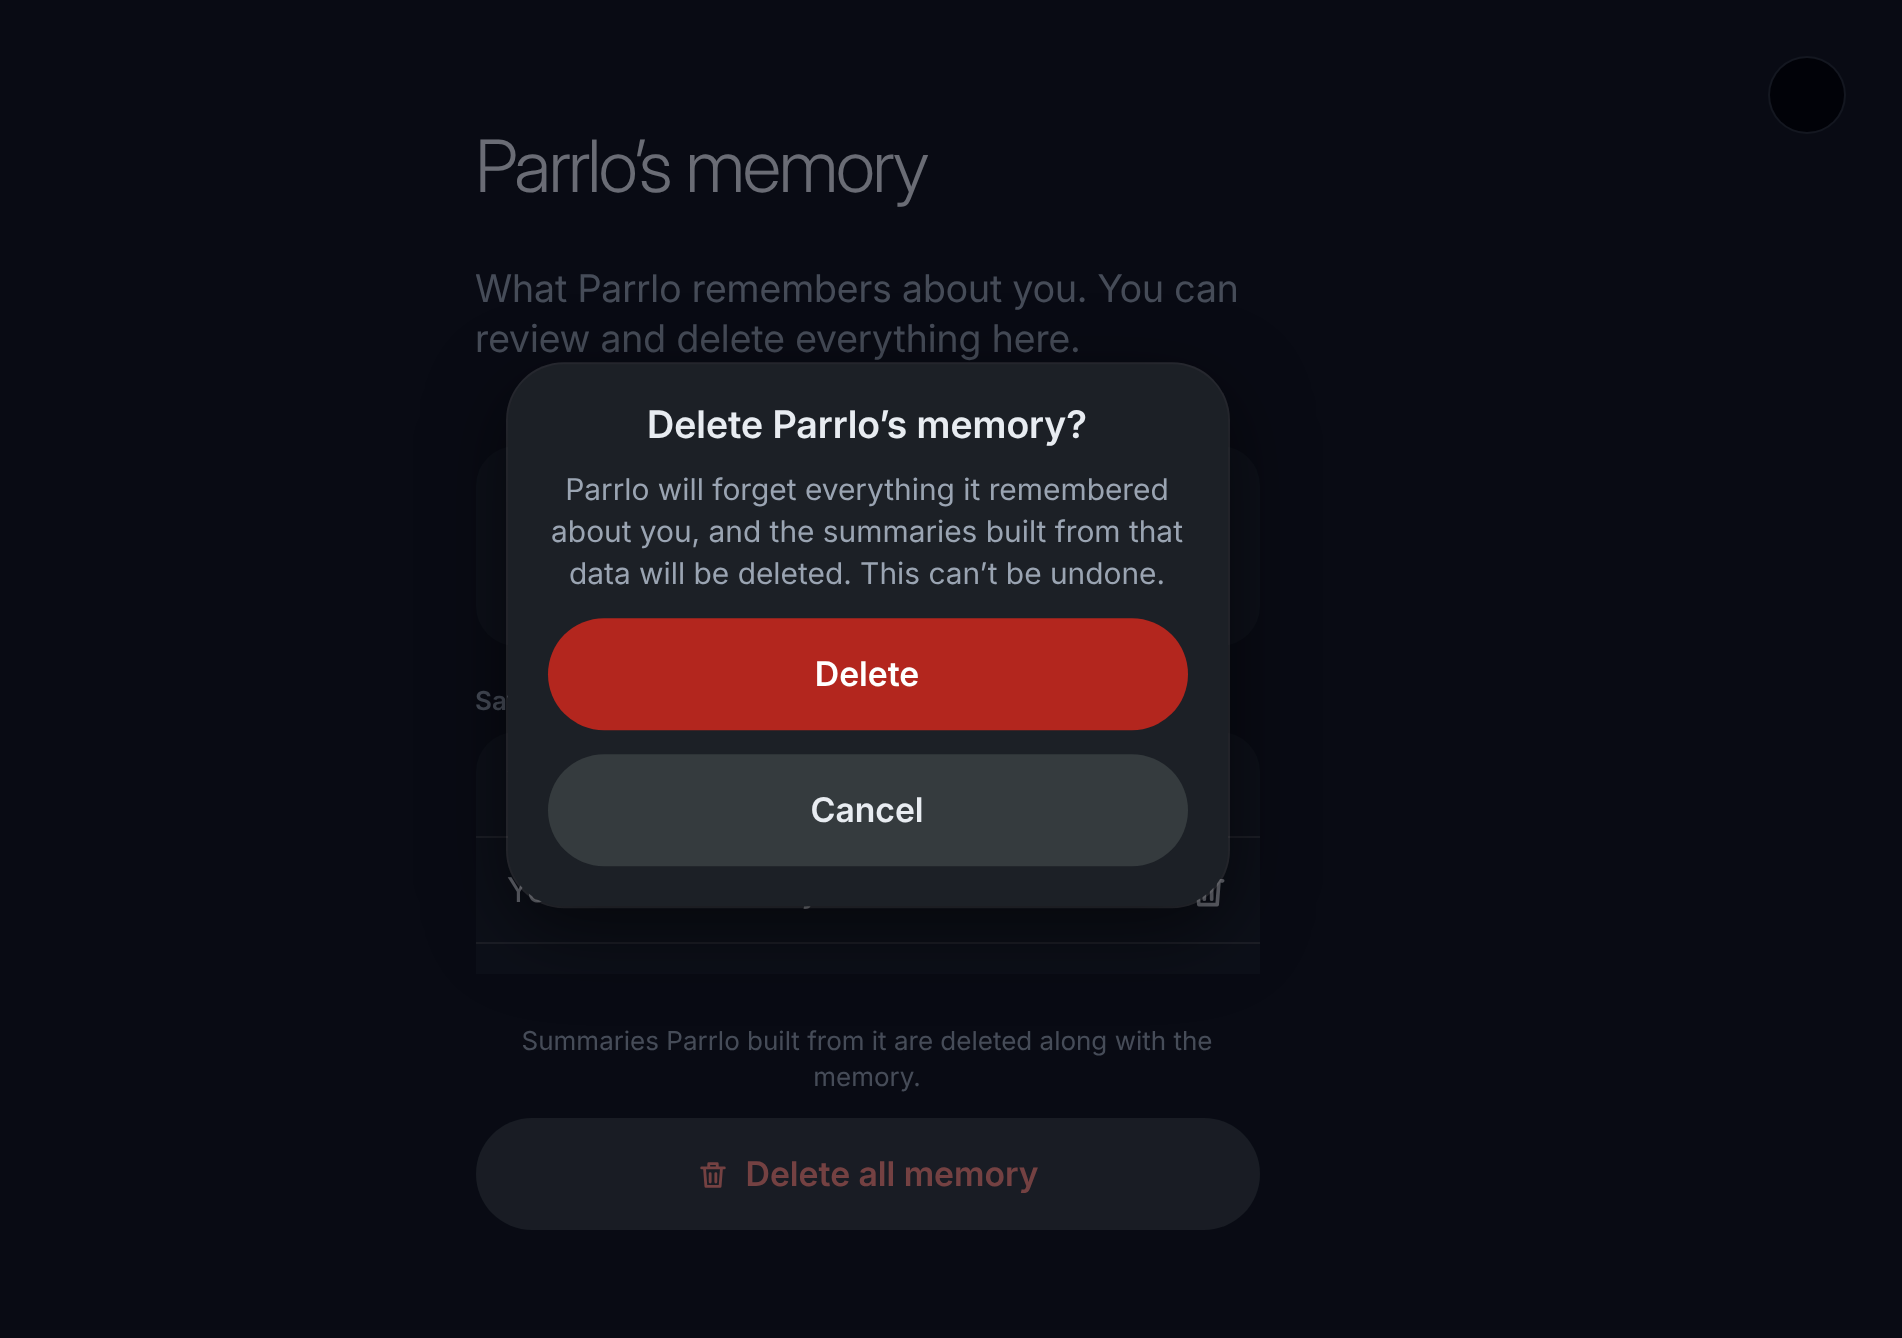 Parrlo’s memory
What Parrlo remembers about you. You can
review and delete everything here.
Delete Parrlo’s memory?
Parrlo will forget everything it remembered
about you, and the summaries built from that
data will be deleted. This can’t be undone.
Delete
Cancel
Summaries Parrlo built from it are deleted along with the
memory.
Delete all memory